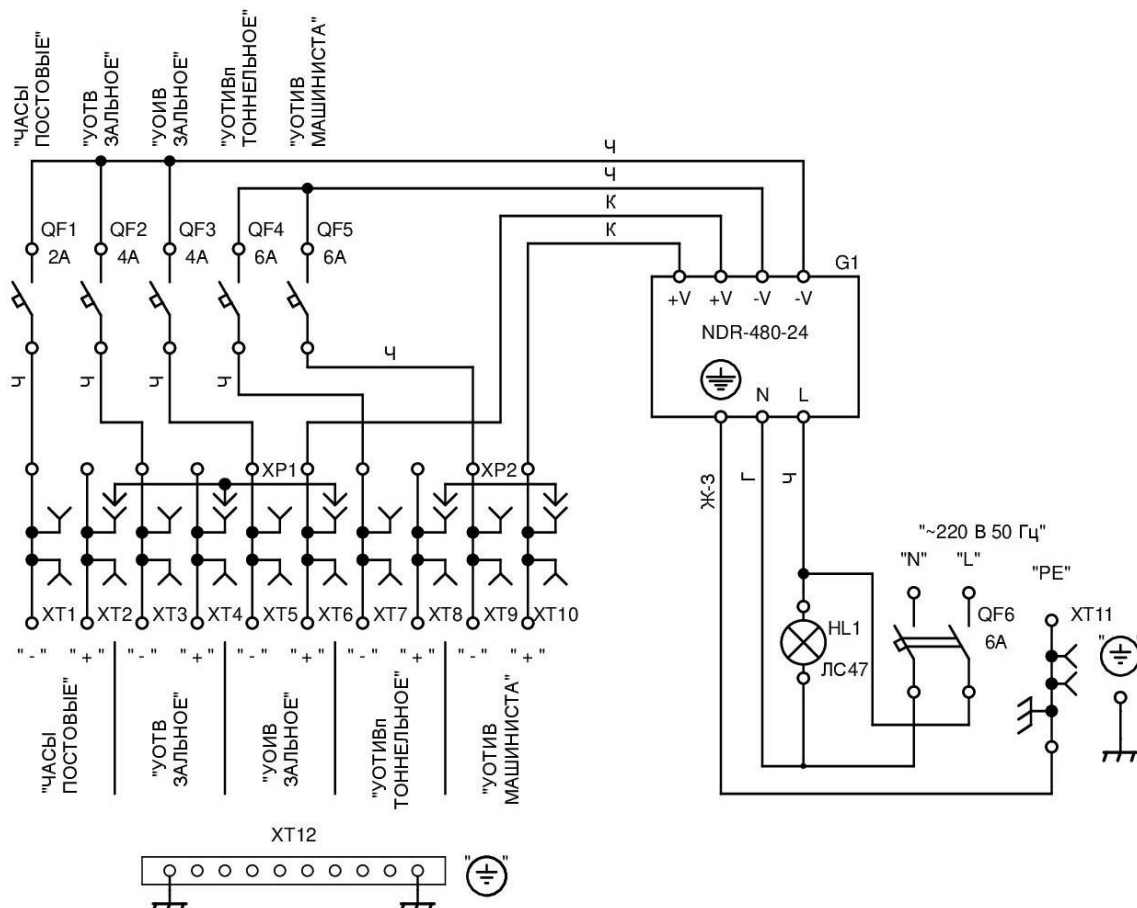 "ЧАСЫ
ПОСТОВЫЕ"
"УОТВ
ЗАЛЬНОЕ"
"УОИВ
ЗАЛЬНОЕ"
"УОТИВп
ТОННЕЛЬНОЕ"
"УОТИВ
МАШИНИСТА"
Ч
Ч
К
К
QF1
2А
QF2
4А
QF3
4А
QF4
6А
QF5
6А
G1
+V
+V
-V
-V
NDR-480-24
N
L
Ч
Ч
Ч
Ч
Ч
XP1
XP2
Ж-З
Г
Ч
"~220 В 50 Гц"
"N"
"L"
"PE"
QF6
6А
XT11
HL1
ЛС47
" "
XT1
XT2
XT3
XT4
XT5
XT6
XT7
XT8
XT9
XT10
" - "
" + "
" - "
" + "
" - "
" + "
" - "
" + "
" - "
" + "
"ЧАСЫ
ПОСТОВЫЕ"
"УОТВ
ЗАЛЬНОЕ"
"УОИВ
ЗАЛЬНОЕ"
"УОТИВп
ТОННЕЛЬНОЕ"
"УОТИВ
МАШИНИСТА"
XT12
" "